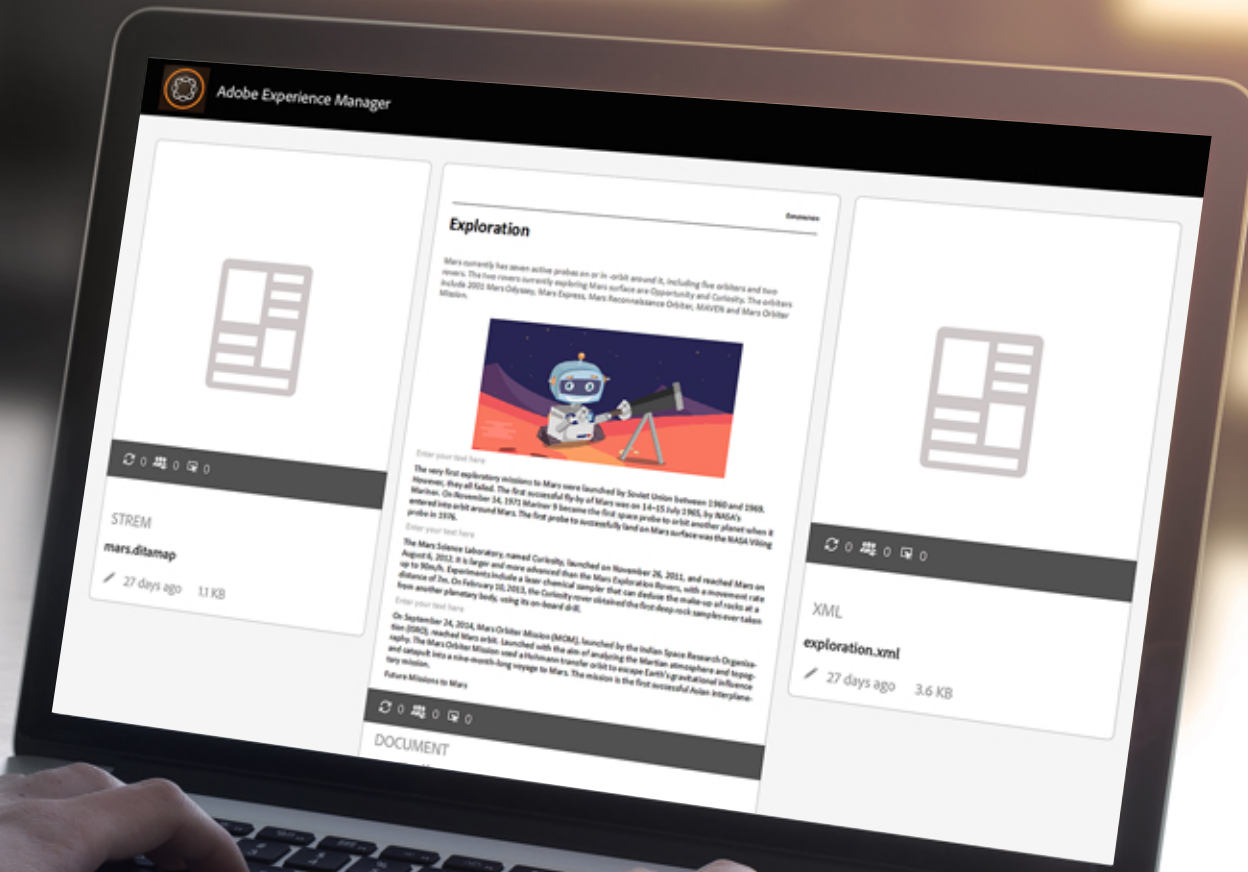 Adobe Experience Manager
STREM
mars.ditamap
27 days ago 1.1 KB
0 0 0
Exploration
Exploration
Mars currently has seven active probes on or in -orbit around it, including five orbiters and two
rovers. The two rovers currently exploring Mars surface are Opportunity and Curiosity. The orbiters
include 2001 Mars Odyssey, Mars Express, Mars Reconnaissance Orbiter, MAVEN and Mars Orbiter
Mission.
Enter your text here
The very first exploratory missions to Mars were launched by Soviet Union between 1960 and 1969.
However, they all failed. The first successful fly-by of Mars was on 14–15 July 1965, by NASA's
Mariner. On November 14, 1971 Mariner 9 become the first space probe to orbit another planet when it
entered into orbit around Mars. The first probe to successfully land on Mars surface was the NASA Viking
probe in 1976.
Enter your text here
The Mars Science Laboratory, named Curiosity, launched on November 26, 2011, and reached Mars on
August 6, 2012. It is larger and more advanced than the Mars Exploration Rovers, with a movement rate
up to 90m/h. Experiments include a laser chemical sampler that can deduce the make-up of rocks at a
distance of 7m. On February 10, 2013, the Curiosity rover obtained the first deep rock samples ever taken
from another planetary body, using its on-board drill.
Enter your text here
On September 24, 2014, Mars Orbiter Mission (MOM), launched by the Indian Space Research Organisa-
tion (ISRO), reached Mars orbit. Launched with the aim of analyzing the Martian atmosphere and topog-
raphy. The Mars Orbiter Mission used a Hohmann transfer orbit to escape Earth's gravitational influence
and catapult into a nine-month-long voyage to Mars. The mission is the first successful Asian interplane-
tary mission.
Future Missions to Mars
0 0 0
DOCUMENT
0 0 0
XML
exploration.xml
27 days ago 3.6 KB